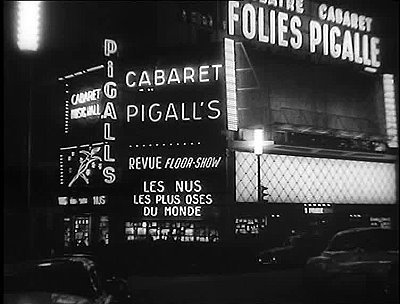 THEATRE CABARET
FOLIES PIGALLE
PIGALLS
CABARET
MUSIC HALL
CABARET
PIGALL'S
REVUE FLOOR-SHOW
LES NUS
LES PLUS OSES
DU MONDE